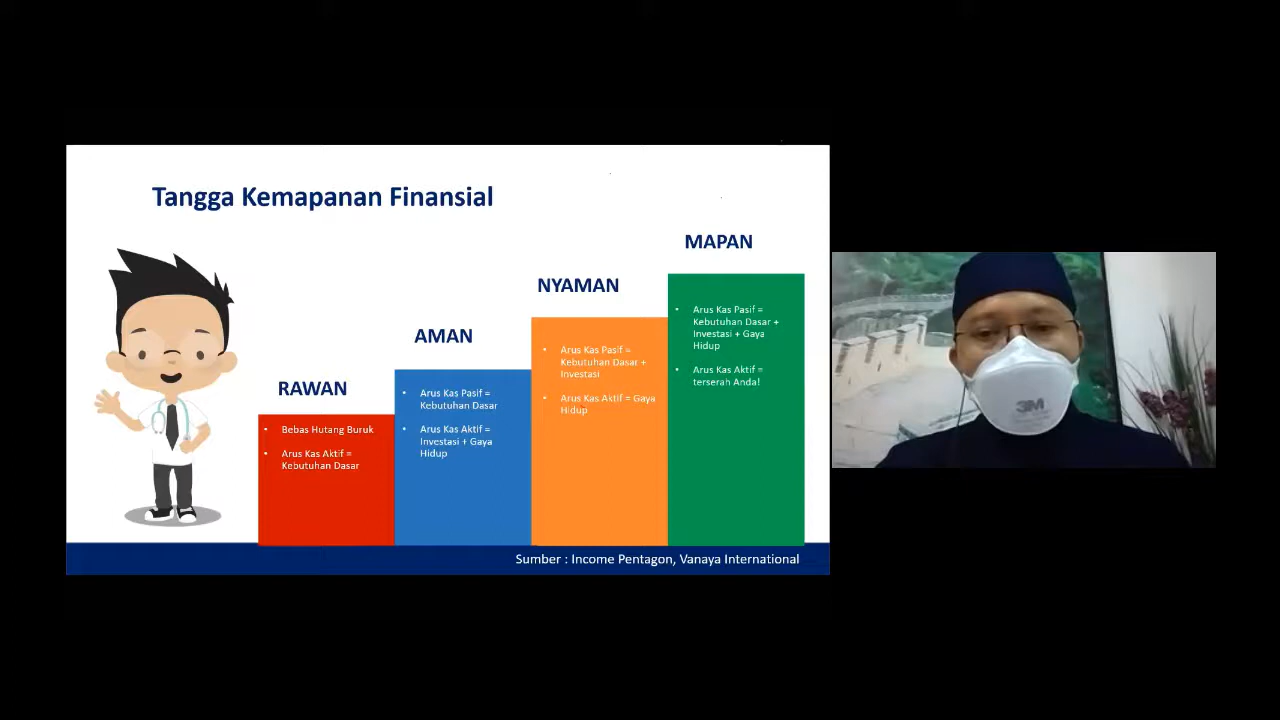 Tangga Kemapanan Finansial
RAWAN
• Bebas Hutang Buruk
• Arus Kas Aktif =
Kebutuhan Dasar
AMAN
• Arus Kas Pasif =
Kebutuhan Dasar
• Arus Kas Aktif =
Investasi + Gaya
Hidup
NYAMAN
• Arus Kas Pasif =
Kebutuhan Dasar +
Investasi
• Arus Kas Aktif = Gaya
Hidup
MAPAN
• Arus Kas Pasif =
Kebutuhan Dasar +
Investasi + Gaya
Hidup
• Arus Kas Aktif =
terserah Anda!
Sumber : Income Pentagon, Vanaya International
3M